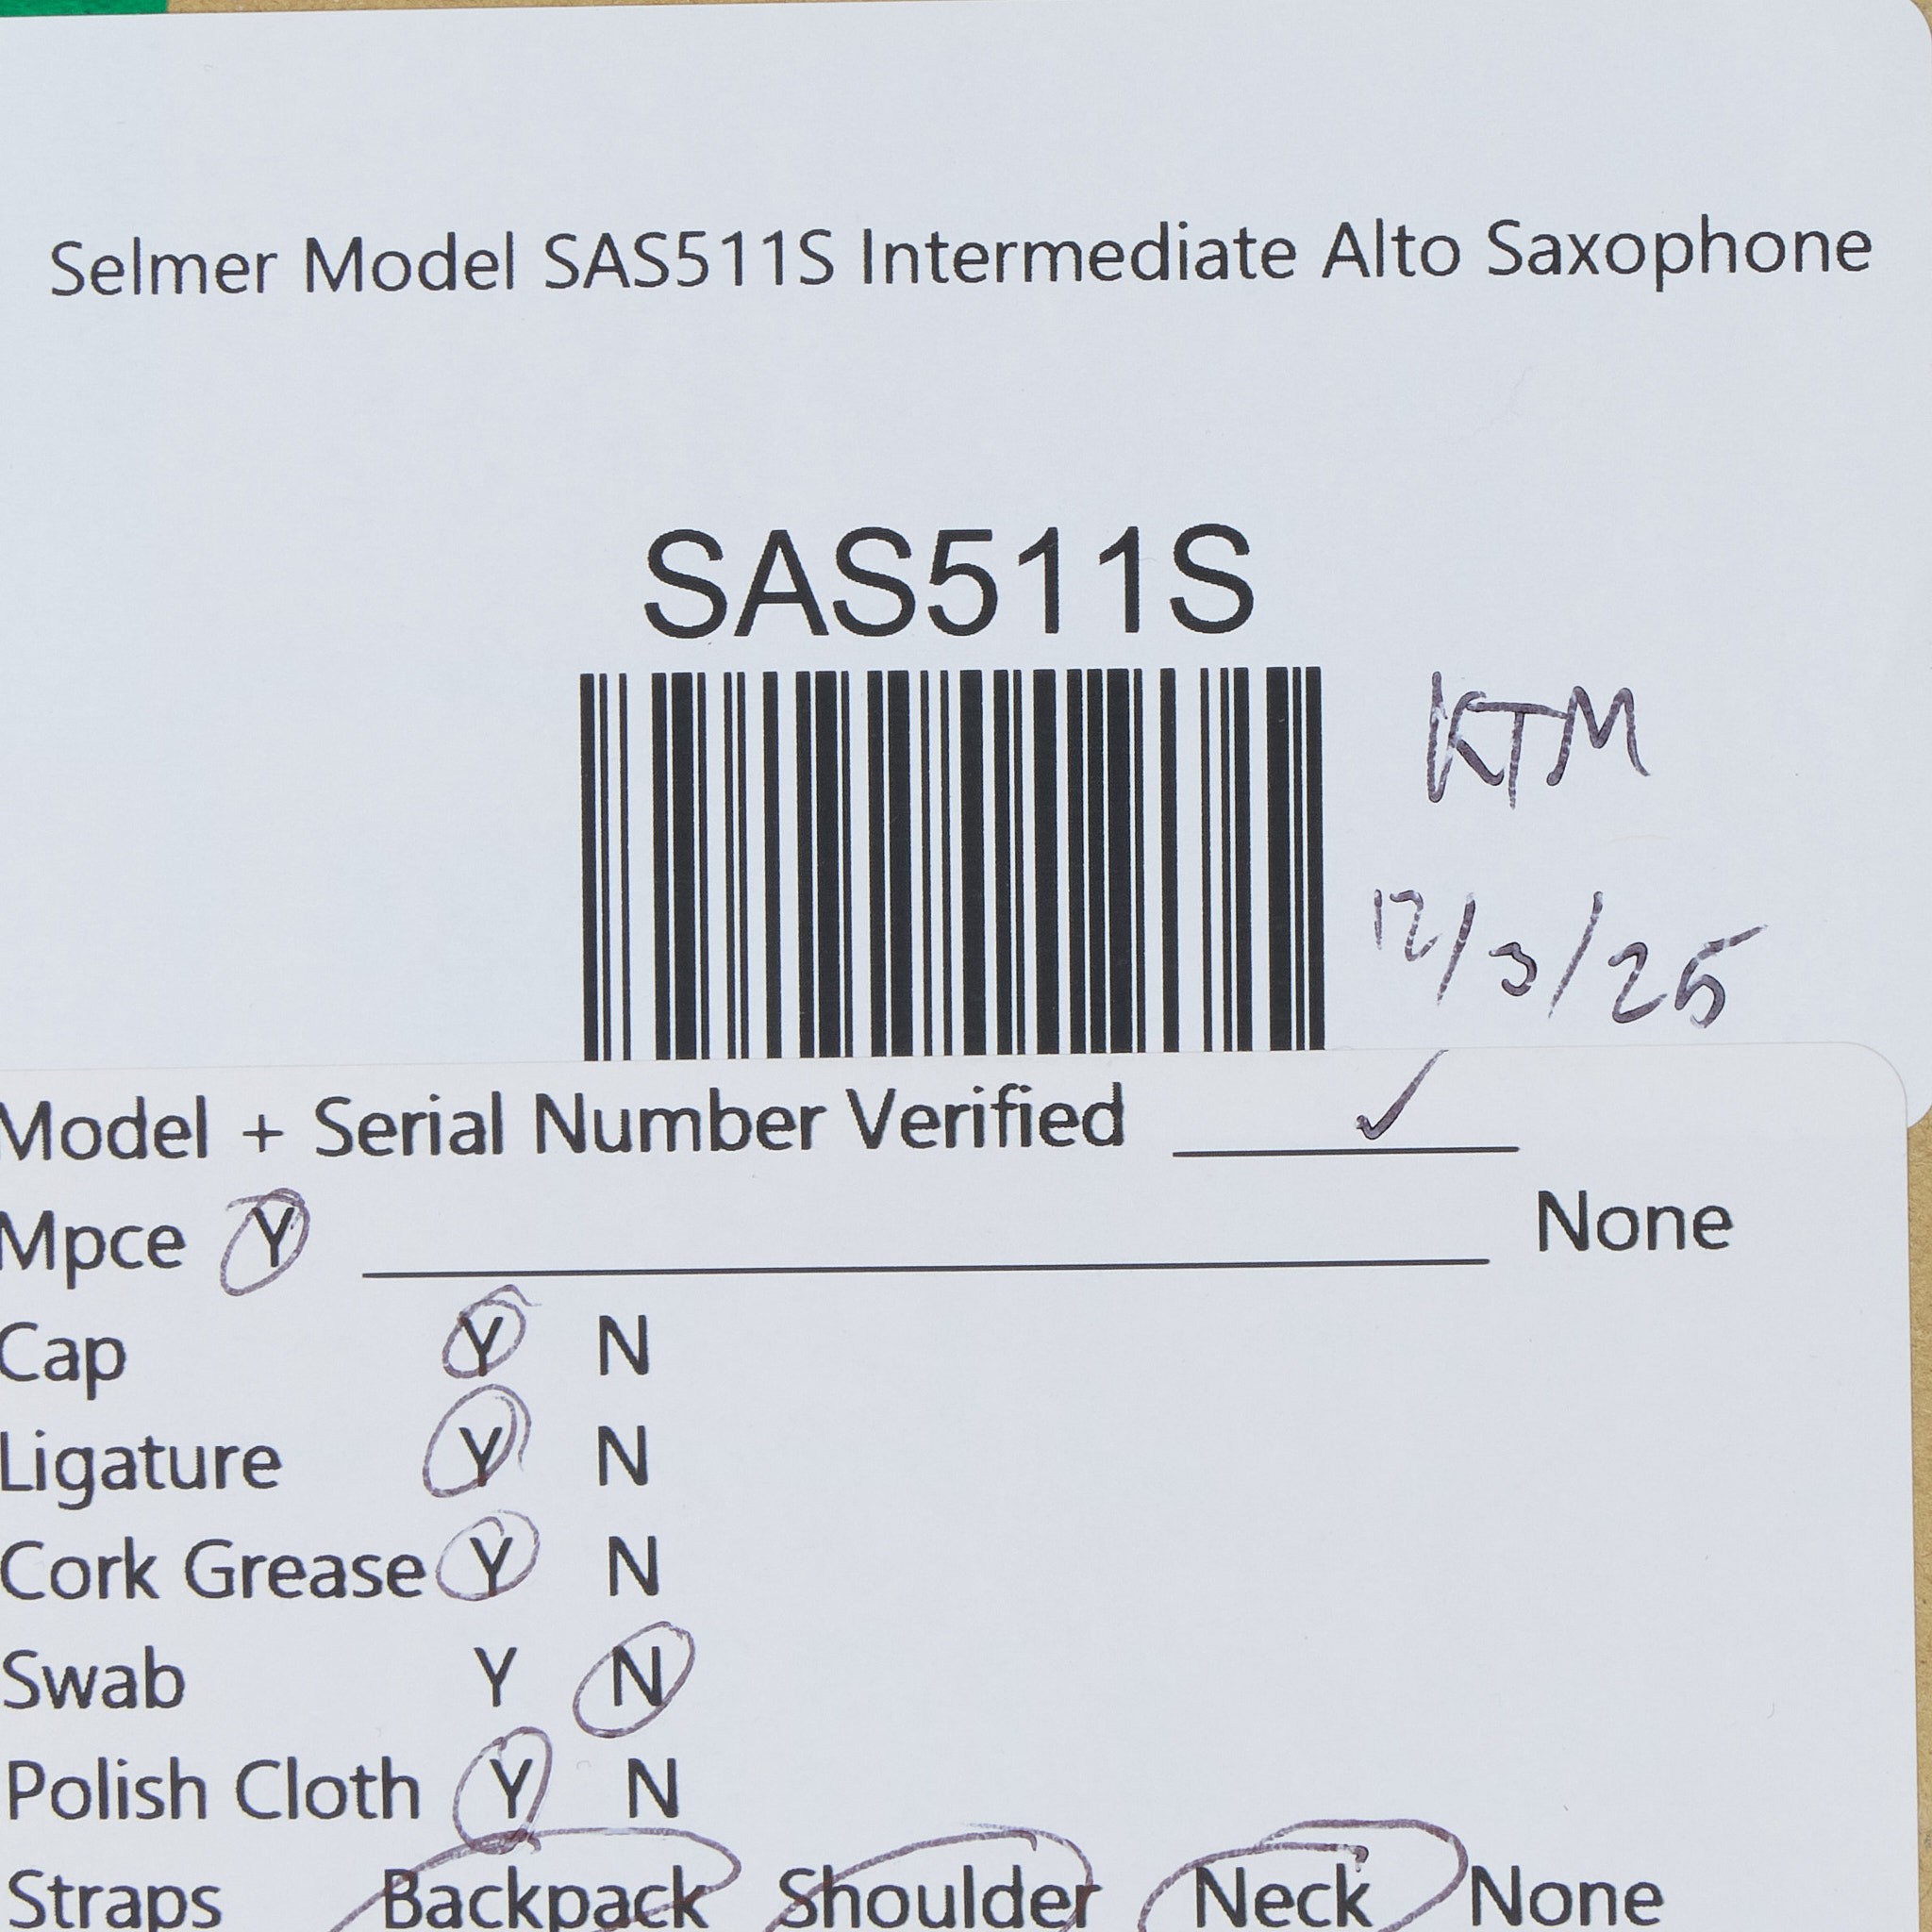 Selmer Model SAS511S Intermediate Alto Saxophone
SAS511S
KTM
12/3/25
Model + Serial Number Verified ✓
Mpce Y None
Cap Y N
Ligature Y N
Cork Grease Y N
Swab Y N
Polish Cloth Y N
Straps Backpack Shoulder Neck None